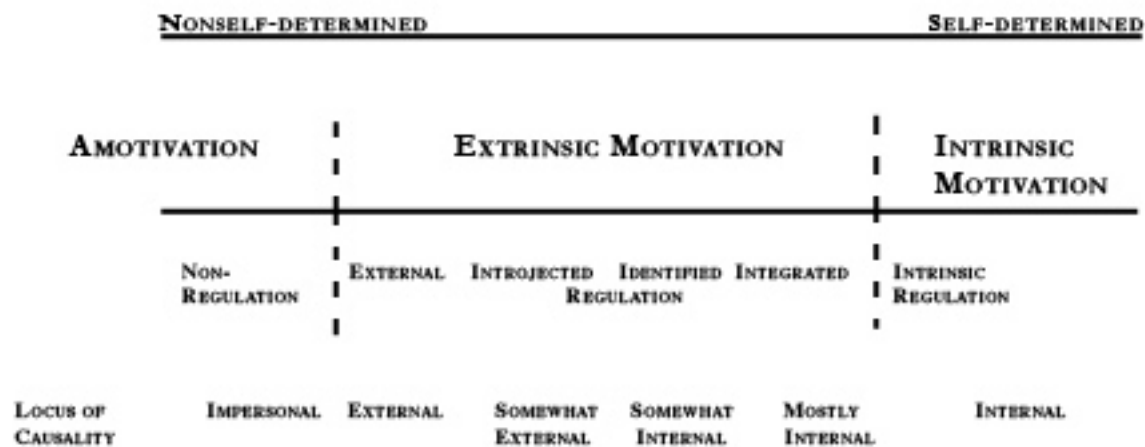 Nonself-determined Self-determined
Amotivation Extrinsic Motivation Intrinsic
Motivation
Non- External Introjected Identified Integrated Intrinsic
Regulation Regulation Regulation
Locus of Impersonal External Somewhat Somewhat Mostly Internal
Causality External Internal Internal